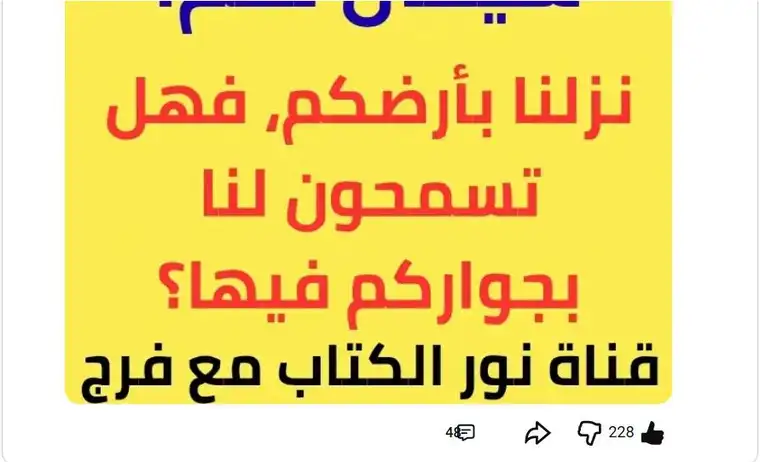 نزلنا بأرضكم، فهل
تسمحون لنا
بجواركم فيها؟
قناة نور الكتاب مع فرج
228
48